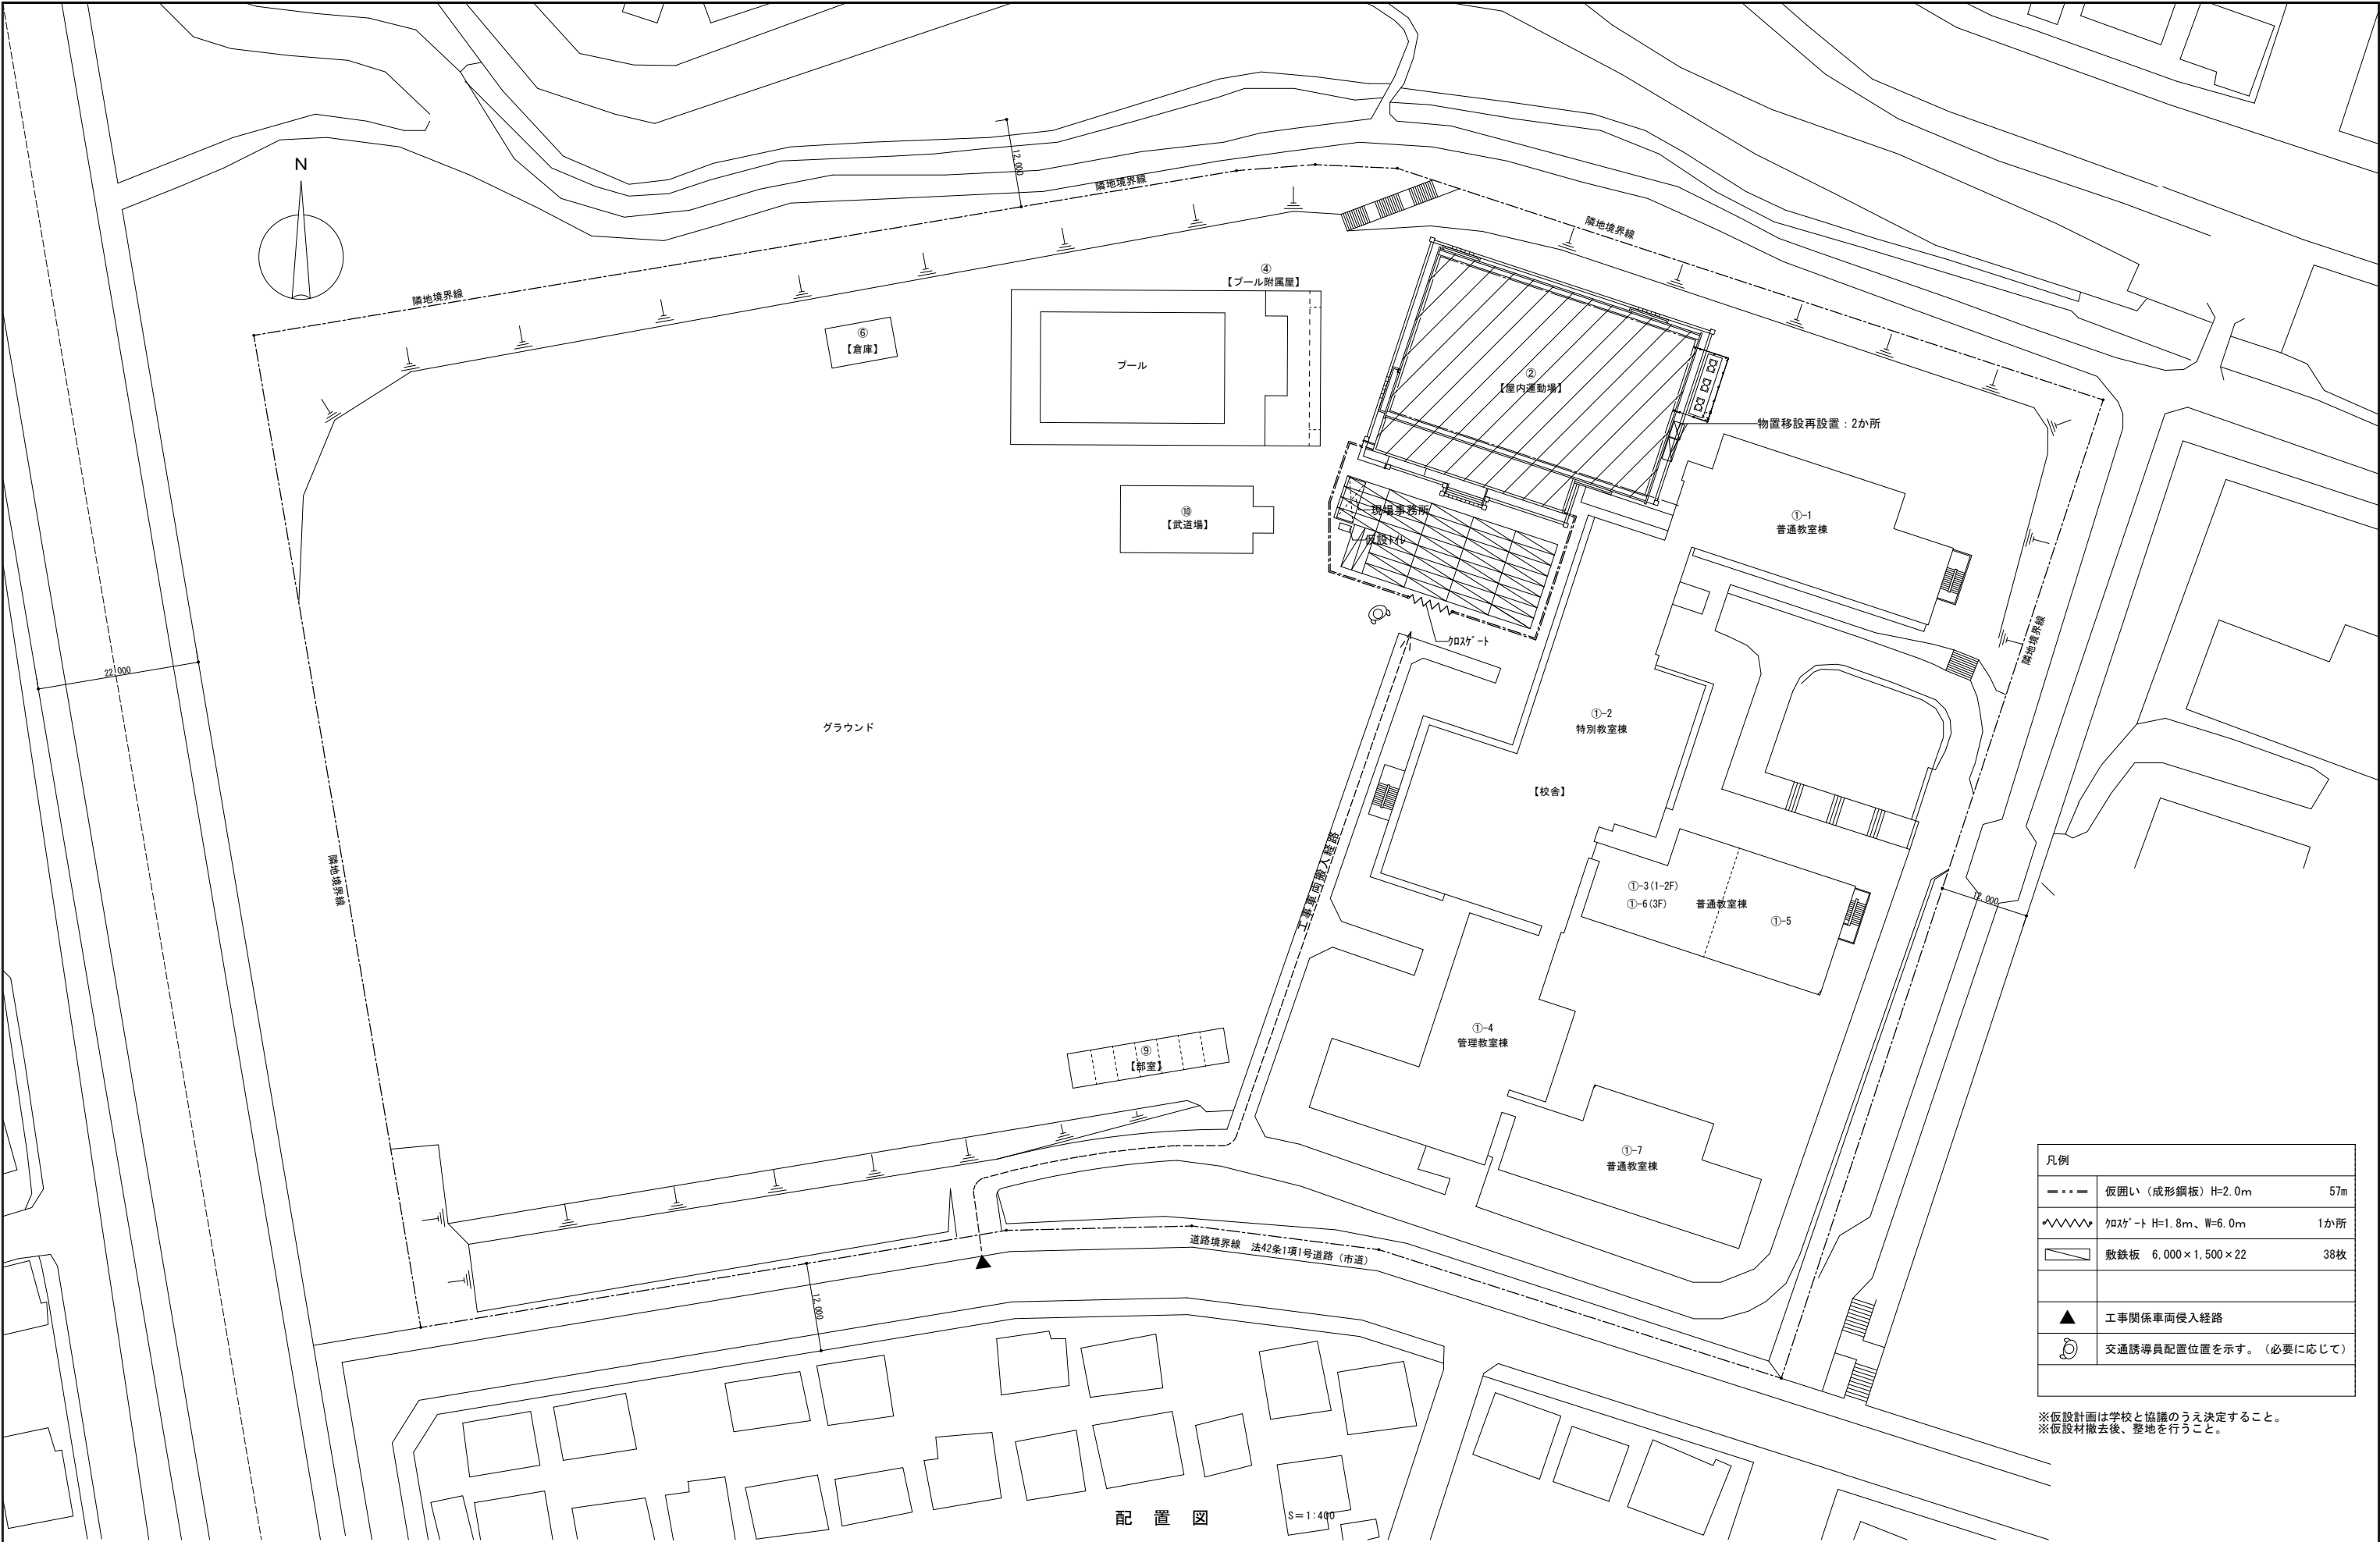 N
12,000
隣地境界線
隣地境界線
隣地境界線
④
【プール附属屋】
⑥
【倉庫】
プール
②
【屋内運動場】
物置移設再設置：2か所
⑩
【武道場】
現場事務所
仮設ﾄｲﾚ
①-1
普通教室棟
ｸﾛｽｹﾞｰﾄ
隣地境界線
22,000
グラウンド
①-2
特別教室棟
【校舎】
工事車両搬入経路
隣地境界線
①-3(1-2F)
①-6(3F)
普通教室棟
①-5
12,000
①-4
管理教室棟
⑨
【部室】
①-7
普通教室棟
道路境界線　法42条1項1号道路（市道）
12,000
凡例
仮囲い（成形鋼板）H=2.0m　57m
ｸﾛｽｹﾞｰﾄ H=1.8m、W=6.0m　1か所
敷鉄板　6,000×1,500×22　38枚
工事関係車両侵入経路
交通誘導員配置位置を示す。（必要に応じて）
※仮設計画は学校と協議のうえ決定すること。
※仮設材撤去後、整地を行うこと。
配　置　図　S＝1:400